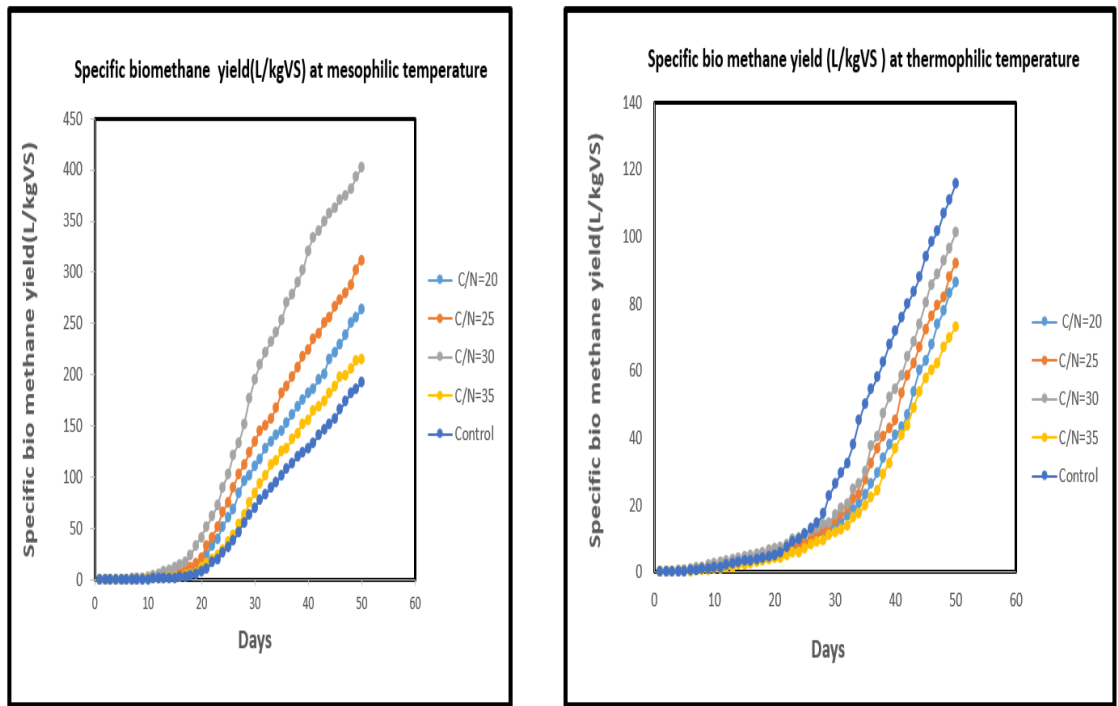 Specific biomethane yield(L/kgVS) at mesophilic temperature
Specific bio methane yield(L/kgVS)
450
400
350
300
250
200
150
100
50
0
0 10 20 30 40 50 60
Days
C/N=20
C/N=25
C/N=30
C/N=35
Control
Specific bio methane yield (L/kgVS ) at thermophilic temperature
Specific bio methane yield (L/kgVS)
140
120
100
80
60
40
20
0
0 10 20 30 40 50 60
Days
C/N=20
C/N=25
C/N=30
C/N=35
Control